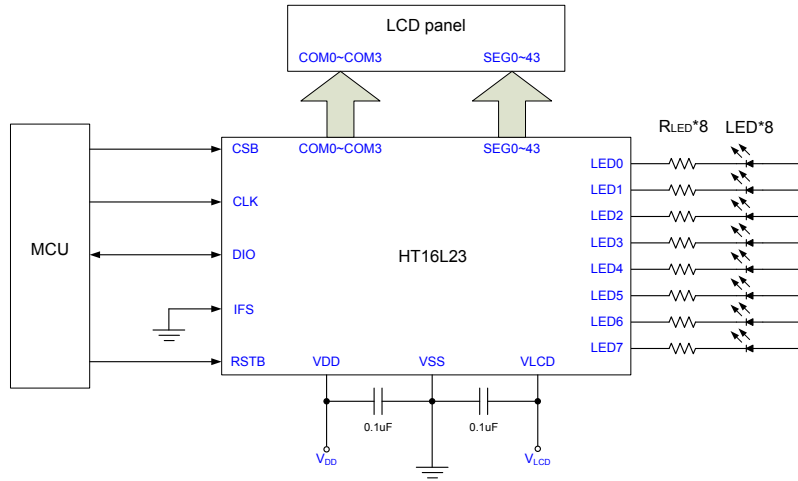 LCD panel
COM0~COM3 SEG0~43
RLED*8 LED*8
CSB COM0~COM3 SEG0~43
LED0
LED1
CLK
LED2
MCU
LED3
DIO HT16L23
LED4
LED5
IFS
LED6
LED7
RSTB VDD VSS VLCD
0.1uF 0.1uF
VDD VLCD